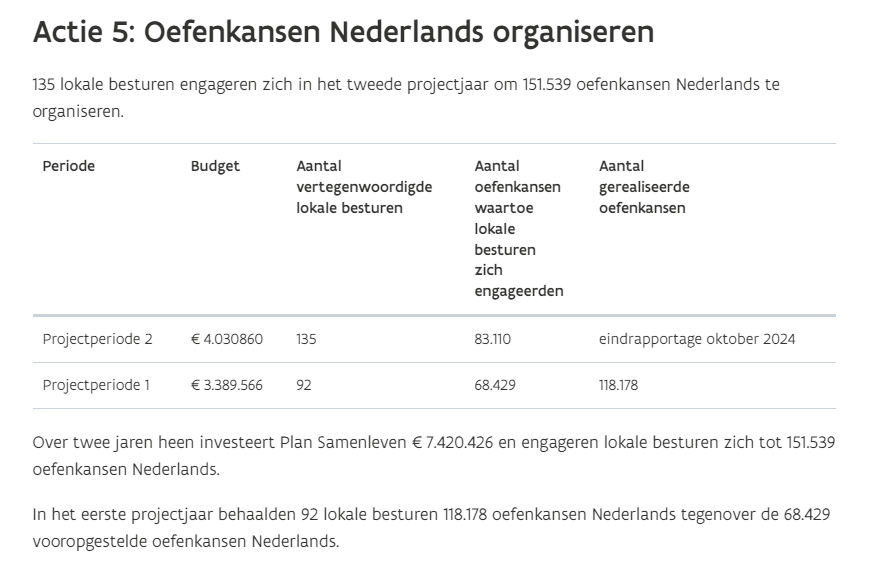 Actie 5: Oefenkansen Nederlands organiseren
135 lokale besturen engageren zich in het tweede projectjaar om 151.539 oefenkansen Nederlands te
organiseren.
Periode
Budget
Aantal
vertegenwoordigde
lokale besturen
Aantal
oefenkansen
waartoe
lokale
besturen
zich
engageerden
Aantal
gerealiseerde
oefenkansen
Projectperiode 2 € 4.030860 135 83.110 eindrapportage oktober 2024
Projectperiode 1 € 3.389.566 92 68.429 118.178
Over twee jaren heen investeert Plan Samenleven € 7.420.426 en engageren lokale besturen zich tot 151.539
oefenkansen Nederlands.
In het eerste projectjaar behaalden 92 lokale besturen 118.178 oefenkansen Nederlands tegenover de 68.429
vooropgestelde oefenkansen Nederlands.